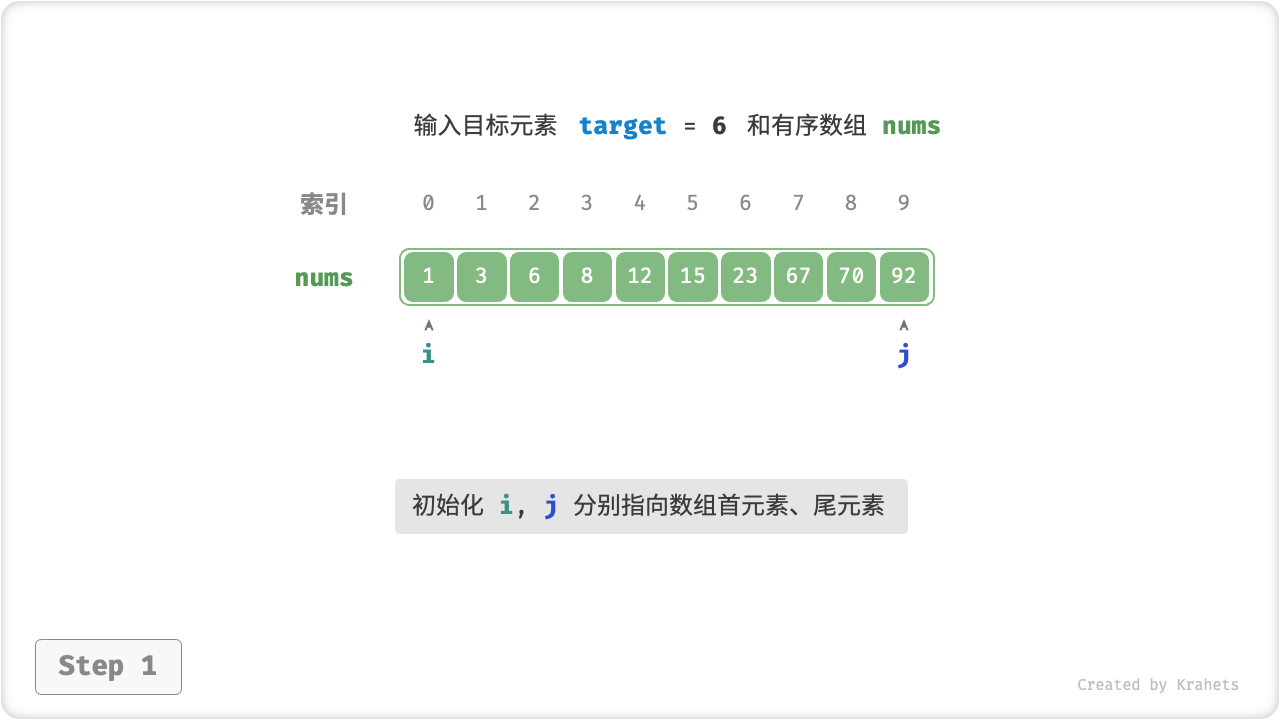 输入目标元素 target = 6 和有序数组 nums
索引 0 1 2 3 4 5 6 7 8 9
nums 1 3 6 8 12 15 23 67 70 92
i j
初始化 i, j 分别指向数组首元素、尾元素
Step 1
Created by Krahets